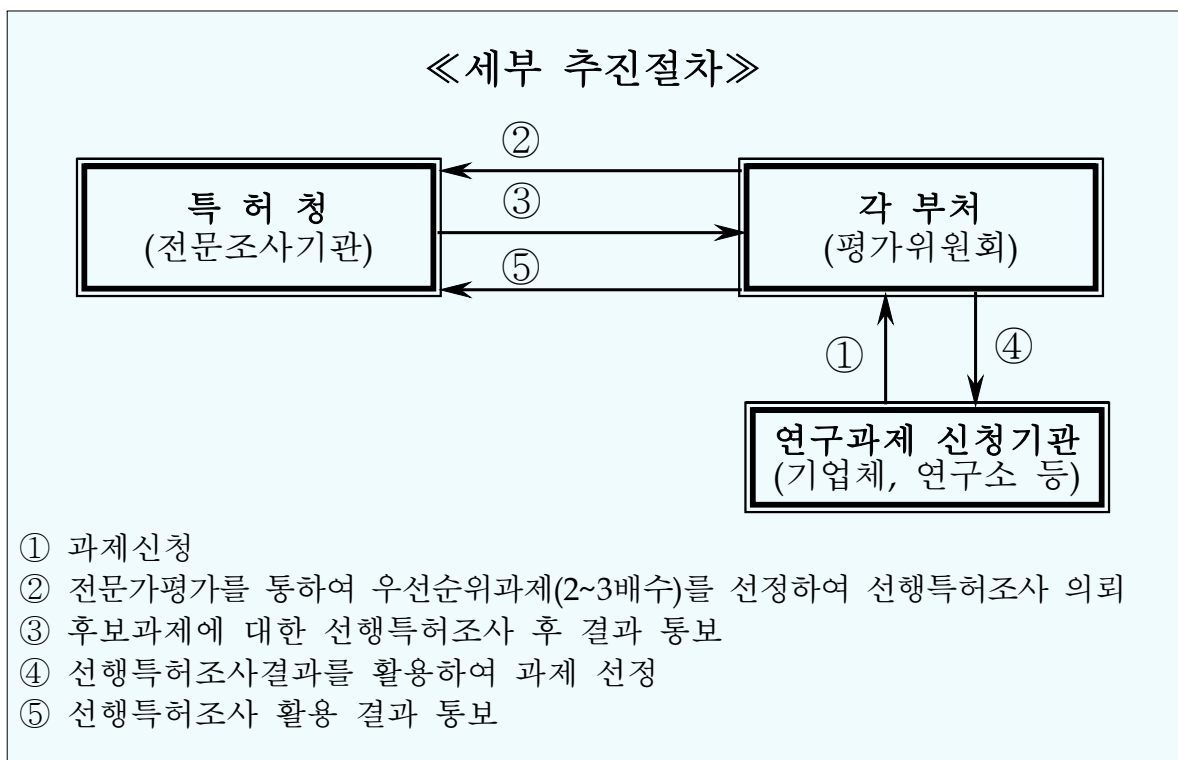 ≪세부 추진절차≫
②
특 허 청
(전문조사기관)
③
각 부처
(평가위원회)
⑤
①
④
연구과제 신청기관
(기업체, 연구소 등)
① 과제신청
② 전문가평가를 통하여 우선순위과제(2~3배수)를 선정하여 선행특허조사 의뢰
③ 후보과제에 대한 선행특허조사 후 결과 통보
④ 선행특허조사결과를 활용하여 과제 선정
⑤ 선행특허조사 활용 결과 통보